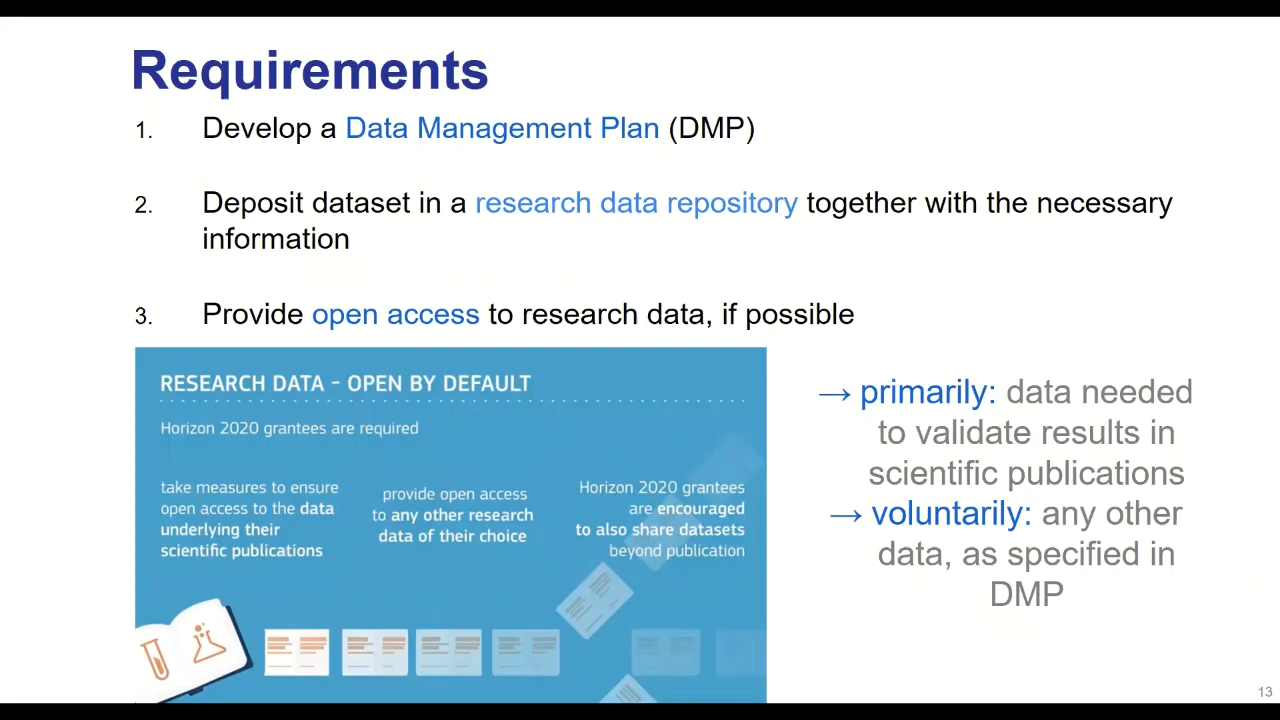 Requirements
1. Develop a Data Management Plan (DMP)
2. Deposit dataset in a research data repository together with the necessary
information
3. Provide open access to research data, if possible
RESEARCH DATA - OPEN BY DEFAULT
Horizon 2020 grantees are required
take measures to ensure
open access to the data
underlying their
scientific publications
provide open access
to any other research
data of their choice
Horizon 2020 grantees
are encouraged
to also share datasets
beyond publication
→ primarily: data needed
to validate results in
scientific publications
→ voluntarily: any other
data, as specified in
DMP
13